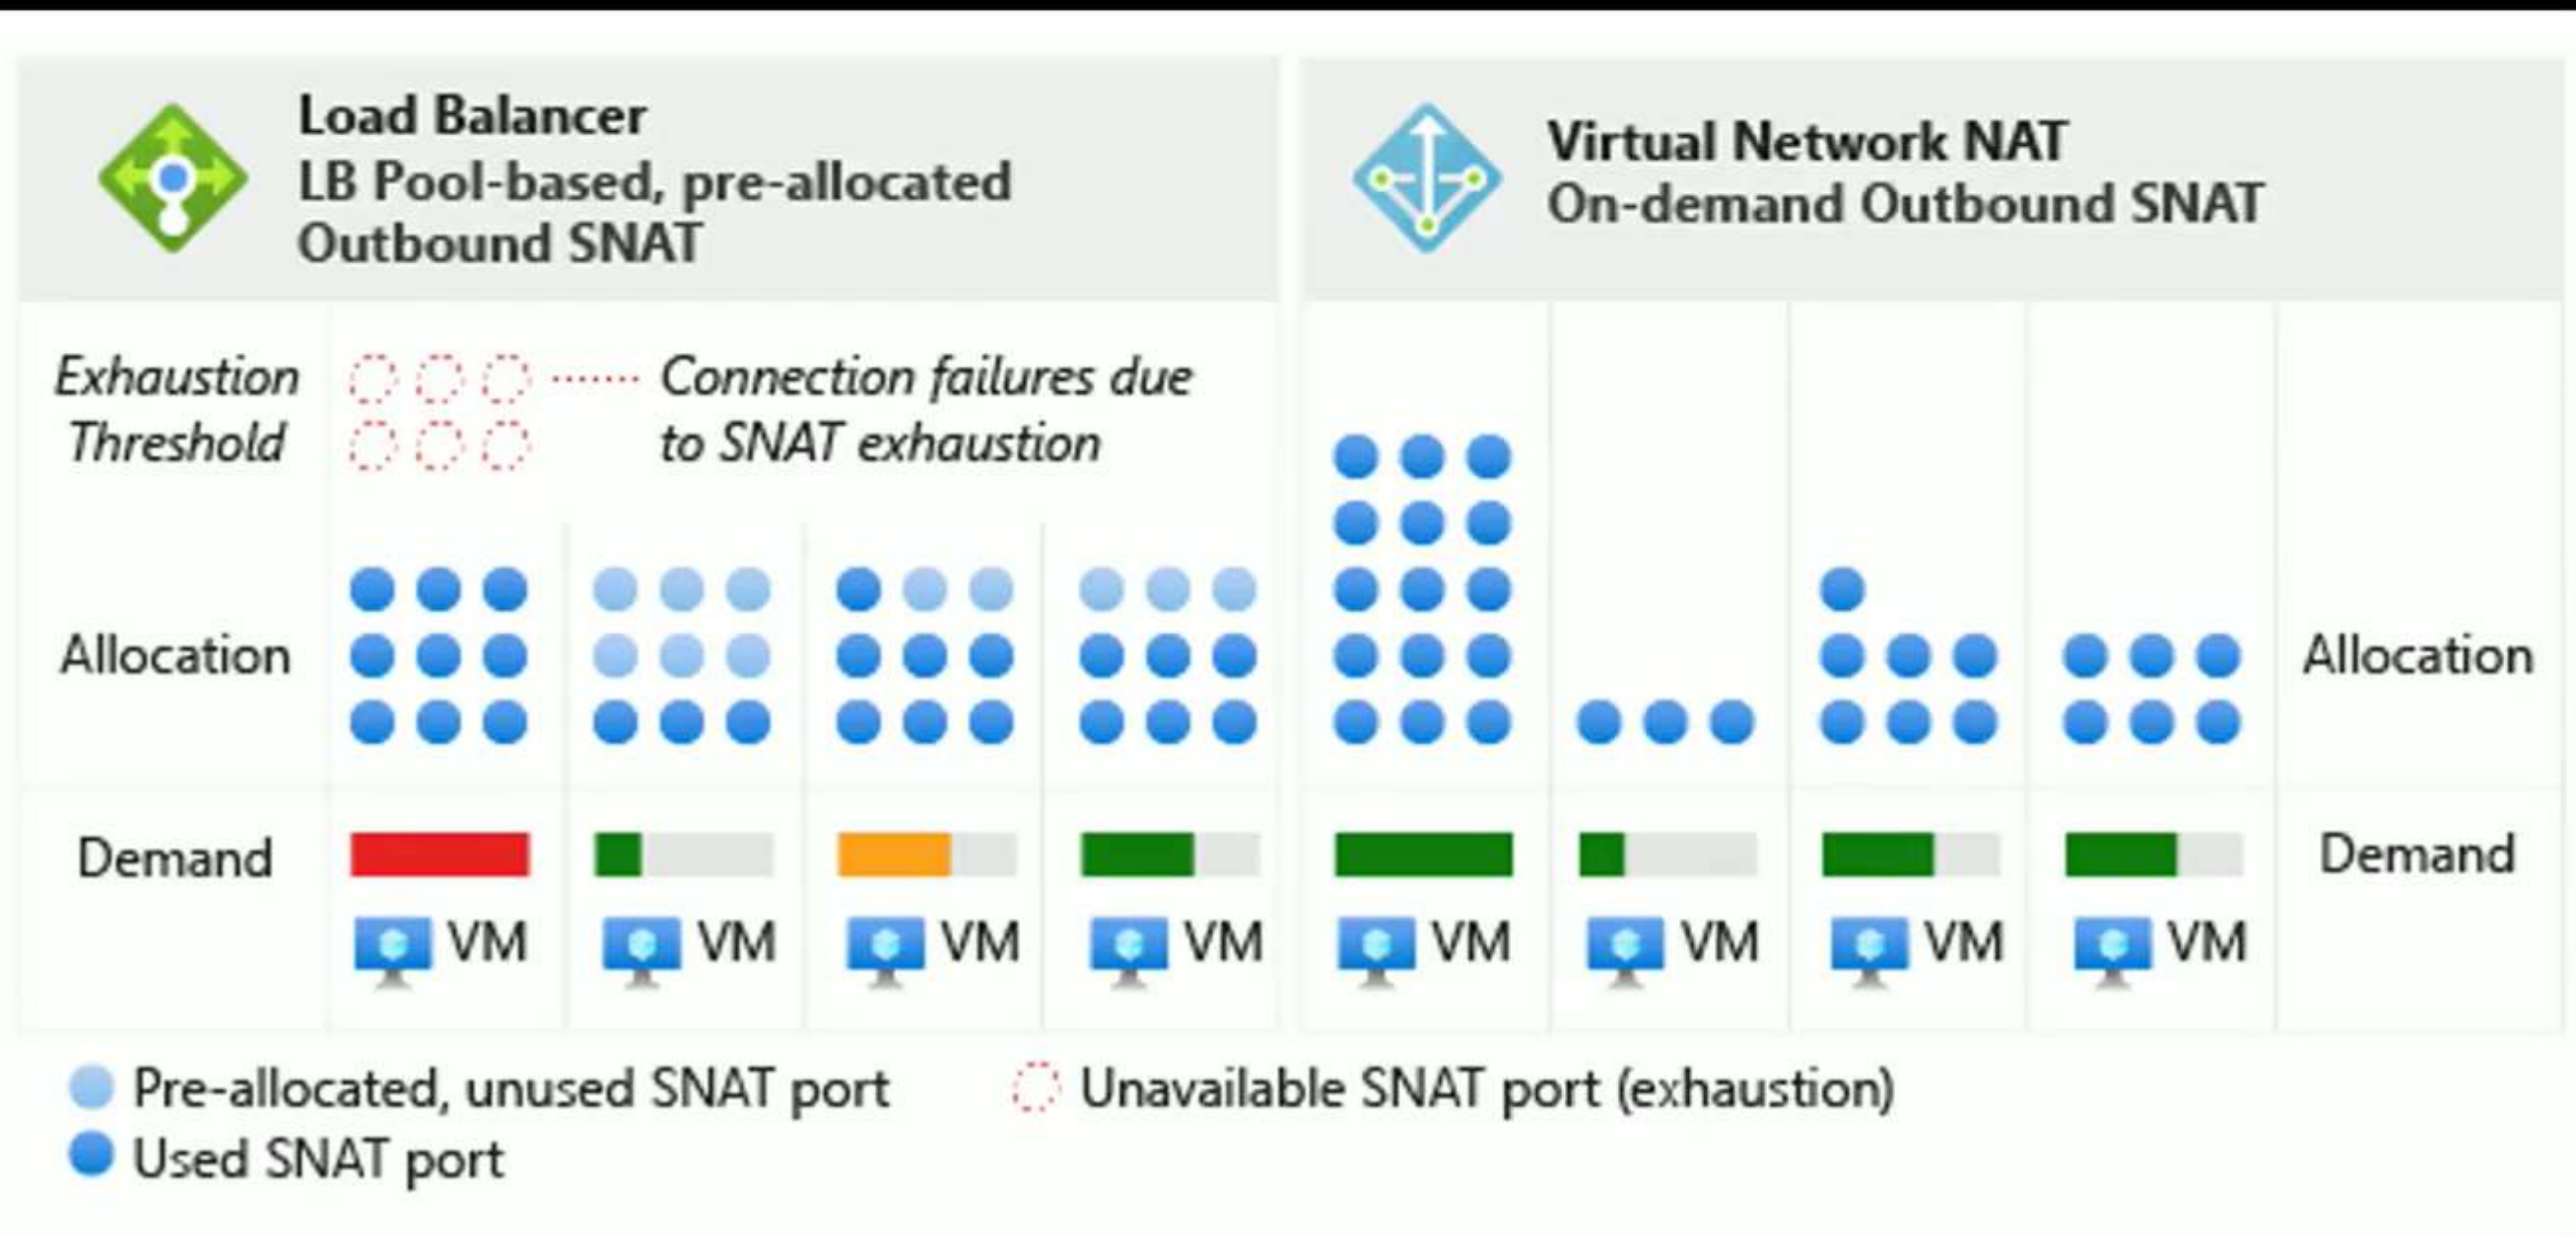 Load Balancer
LB Pool-based, pre-allocated
Outbound SNAT
Virtual Network NAT
On-demand Outbound SNAT
Exhaustion
Threshold
Connection failures due
to SNAT exhaustion
Allocation
Allocation
Demand
Demand
VM
VM
VM
VM
VM
VM
VM
VM
Pre-allocated, unused SNAT port
Unavailable SNAT port (exhaustion)
Used SNAT port